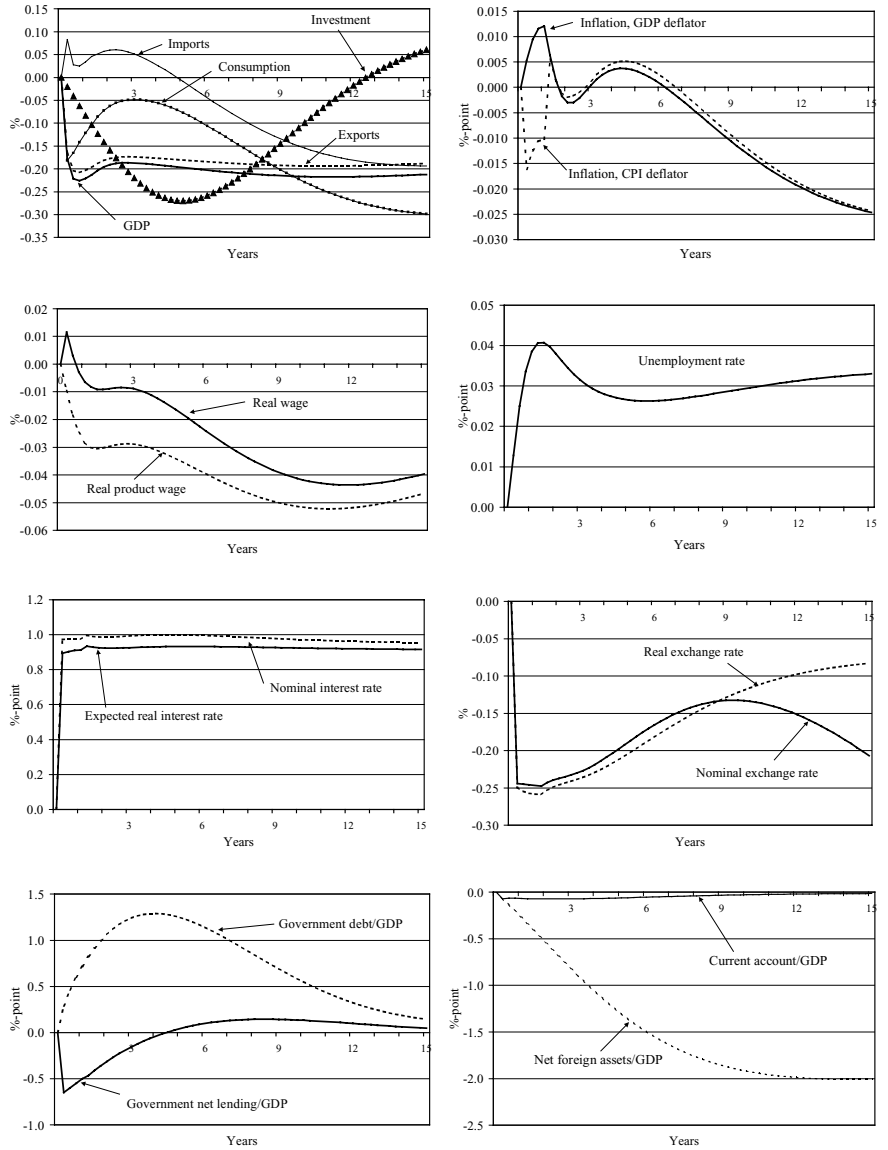 0.15
0.10
0.05
0.00
-0.05
-0.10
-0.15
-0.20
-0.25
-0.30
-0.35
%
Investment
Imports
Consumption
Exports
GDP
3 6 9 12 15
Years
0.015
0.010
0.005
0.000
-0.005
-0.010
-0.015
-0.020
-0.025
-0.030
%-point
Inflation, GDP deflator
Inflation, CPI deflator
3 6 9 12 15
Years
0.02
0.01
0.00
-0.01
-0.02
-0.03
-0.04
-0.05
-0.06
%
0 3 6 9 12
Real wage
Real product wage
Years
0.05
0.04
0.03
0.02
0.01
0.00
%-point
Unemployment rate
3 6 9 12 15
Years
1.2
1.0
0.8
0.6
0.4
0.2
0.0
%-point
Nominal interest rate
Expected real interest rate
3 6 9 12 15
Years
0.00
-0.05
-0.10
-0.15
-0.20
-0.25
-0.30
%
3 6 9 12 15
Real exchange rate
Nominal exchange rate
Years
1.5
1.0
0.5
0.0
-0.5
-1.0
%-point
Government debt/GDP
3 6 9 12 15
Government net lending/GDP
Years
0.0
-0.5
-1.0
-1.5
-2.0
-2.5
%-point
3 6 9 12 15
Current account/GDP
Net foreign assets/GDP
Years